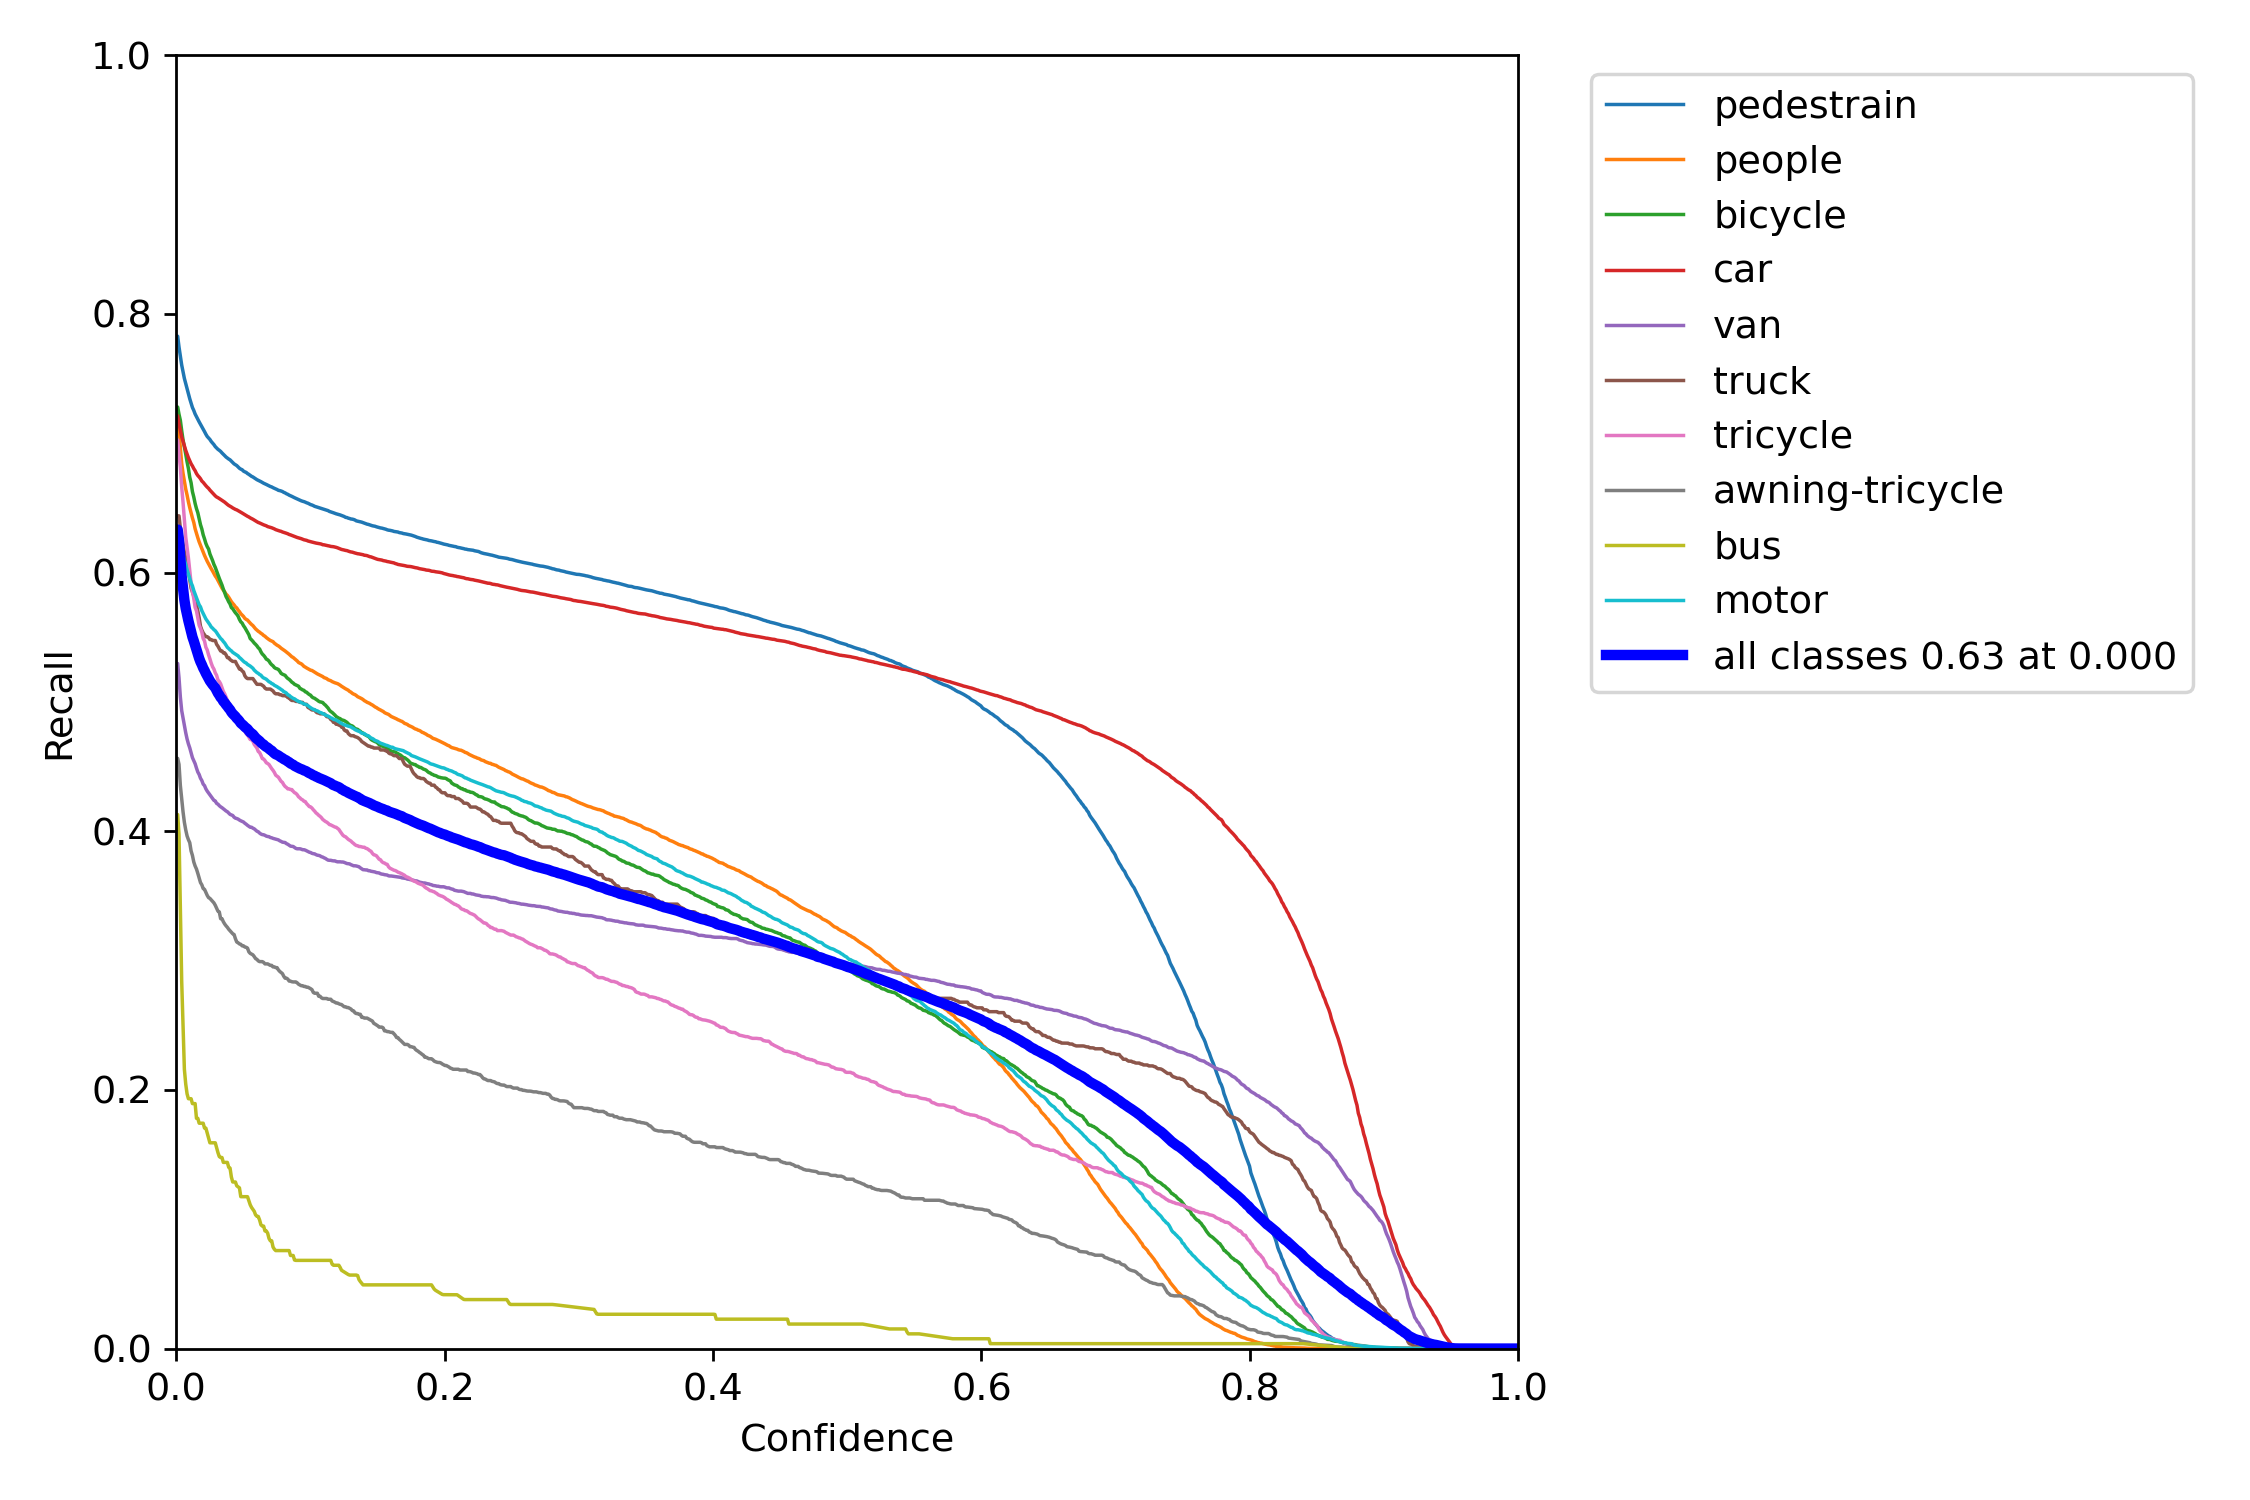 1.0
0.8
0.6
0.4
0.2
0.0
Recall
0.0 0.2 0.4 0.6 0.8 1.0
Confidence
pedestrain
people
bicycle
car
van
truck
tricycle
awning-tricycle
bus
motor
all classes 0.63 at 0.000